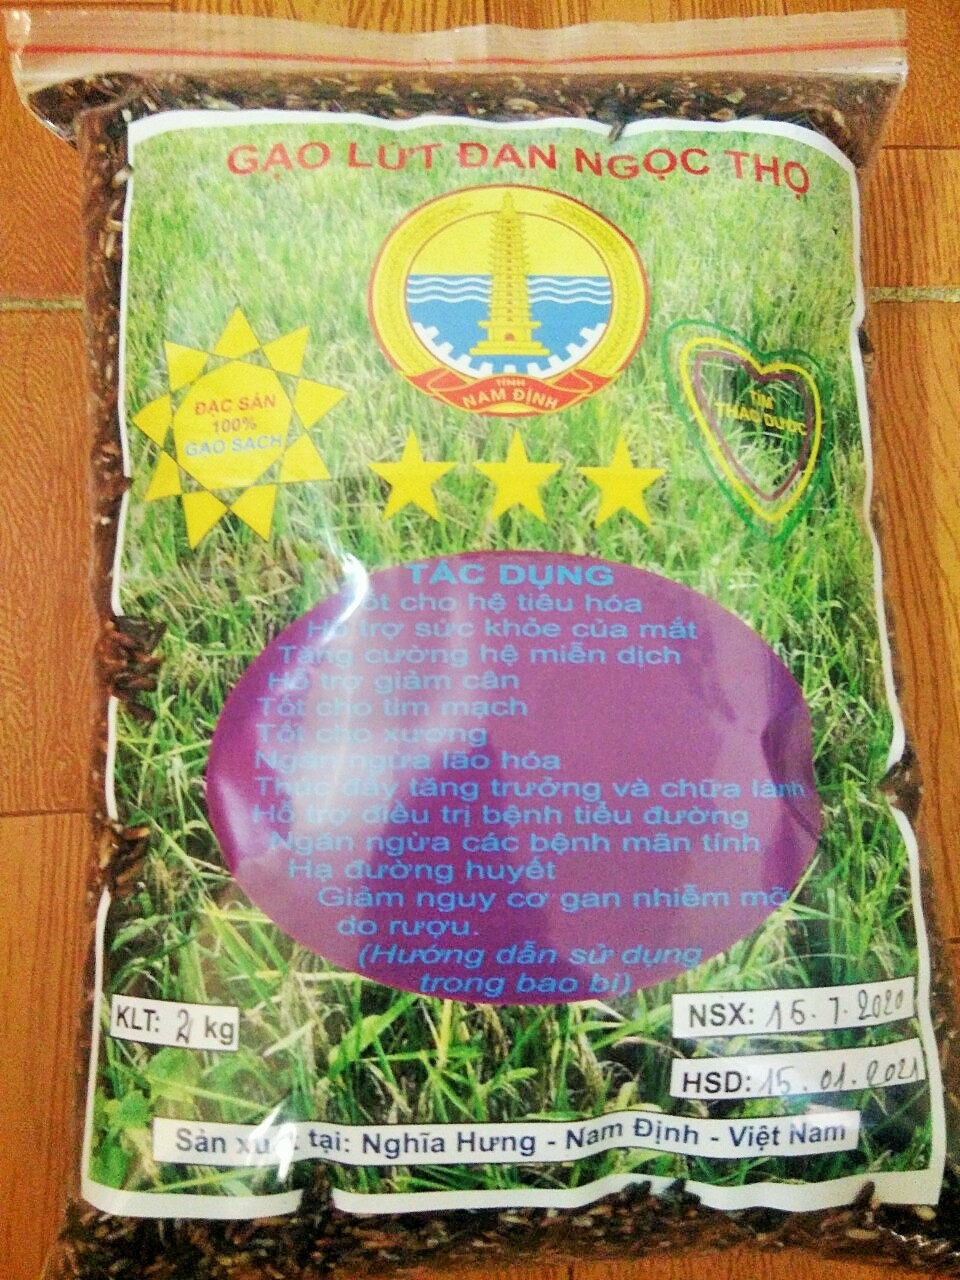 GẠO LỨT ĐAN NGỌC THỌ
TỈNH
NAM ĐỊNH
ĐẶC SẢN
100%
GẠO SẠCH
TIM
THẢO DƯỢC
TÁC DỤNG
Tốt cho hệ tiêu hóa
Hỗ trợ sức khỏe của mắt
Tăng cường hệ miễn dịch
Hỗ trợ giảm cân
Tốt cho tim mạch
Tốt cho xương
Ngăn ngừa lão hóa
Thúc đẩy tăng trưởng và chữa lành
Hỗ trợ điều trị bệnh tiểu đường
Ngăn ngừa các bệnh mãn tính
Hạ đường huyết
Giảm nguy cơ gan nhiễm mỡ
do rượu.
(Hướng dẫn sử dụng
trong bao bì)
KLT: 2 kg
NSX: 15.7.2020
HSD: 15.01.2021
Sản xuất tại: Nghĩa Hưng - Nam Định - Việt Nam